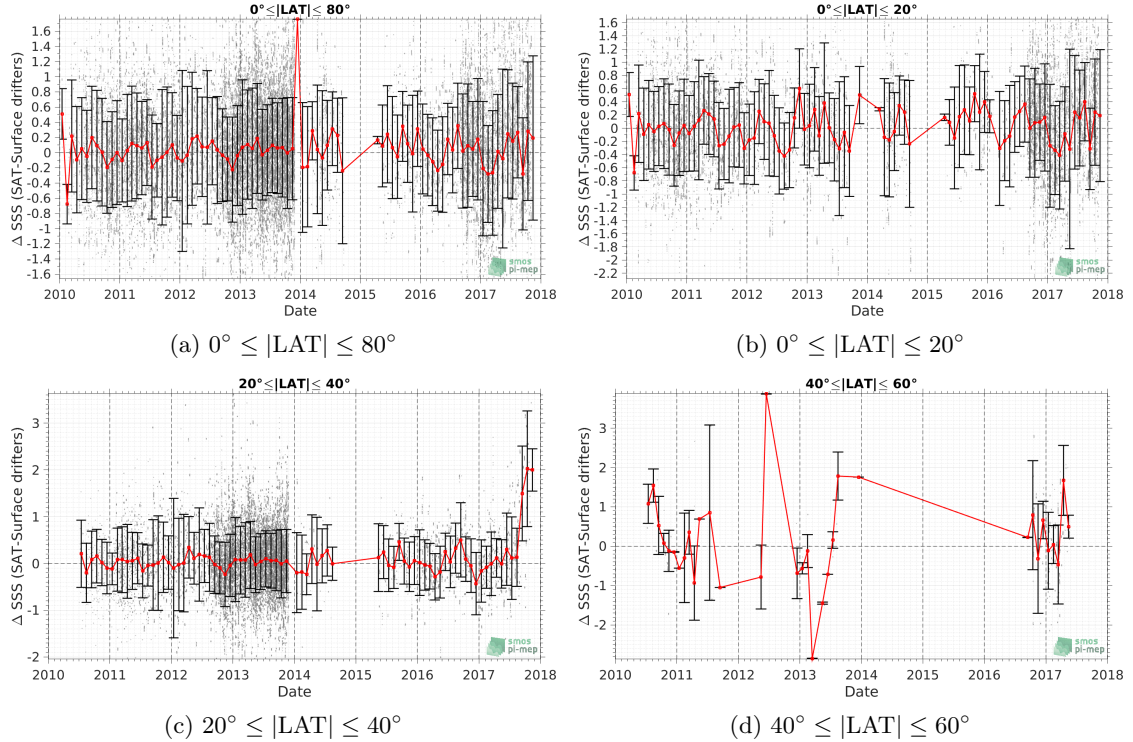 0°≤|LAT|≤ 80°
Δ SSS (SAT-Surface drifters)
1.6
1.4
1.2
1
0.8
0.6
0.4
0.2
0
-0.2
-0.4
-0.6
-0.8
-1
-1.2
-1.4
-1.6
smos
pi-mep
2010 2011 2012 2013 2014 2015 2016 2017 2018
Date
(a) 0° ≤ |LAT| ≤ 80°
0°≤|LAT|≤ 20°
Δ SSS (SAT-Surface drifters)
1.6
1.4
1.2
1
0.8
0.6
0.4
0.2
0
-0.2
-0.4
-0.6
-0.8
-1
-1.2
-1.4
-1.6
-1.8
-2
-2.2
smos
pi-mep
2010 2011 2012 2013 2014 2015 2016 2017 2018
Date
(b) 0° ≤ |LAT| ≤ 20°
20°≤|LAT|≤ 40°
Δ SSS (SAT-Surface drifters)
3
2
1
0
-1
-2
smos
pi-mep
2010 2011 2012 2013 2014 2015 2016 2017 2018
Date
(c) 20° ≤ |LAT| ≤ 40°
40°≤|LAT|≤ 60°
Δ SSS (SAT-Surface drifters)
3
2
1
0
-1
-2
smos
pi-mep
2010 2011 2012 2013 2014 2015 2016 2017 2018
Date
(d) 40° ≤ |LAT| ≤ 60°